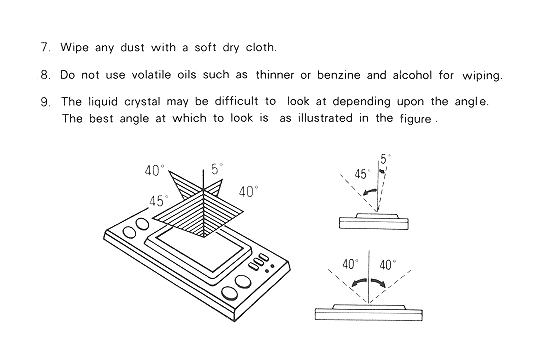 7. Wipe any dust with a soft dry cloth.
8. Do not use volatile oils such as thinner or benzine and alcohol for wiping.
9. The liquid crystal may be difficult to look at depending upon the angle.
The best angle at which to look is as illustrated in the figure.
40° 5° 40°
45°
45° 5°
40° 40°